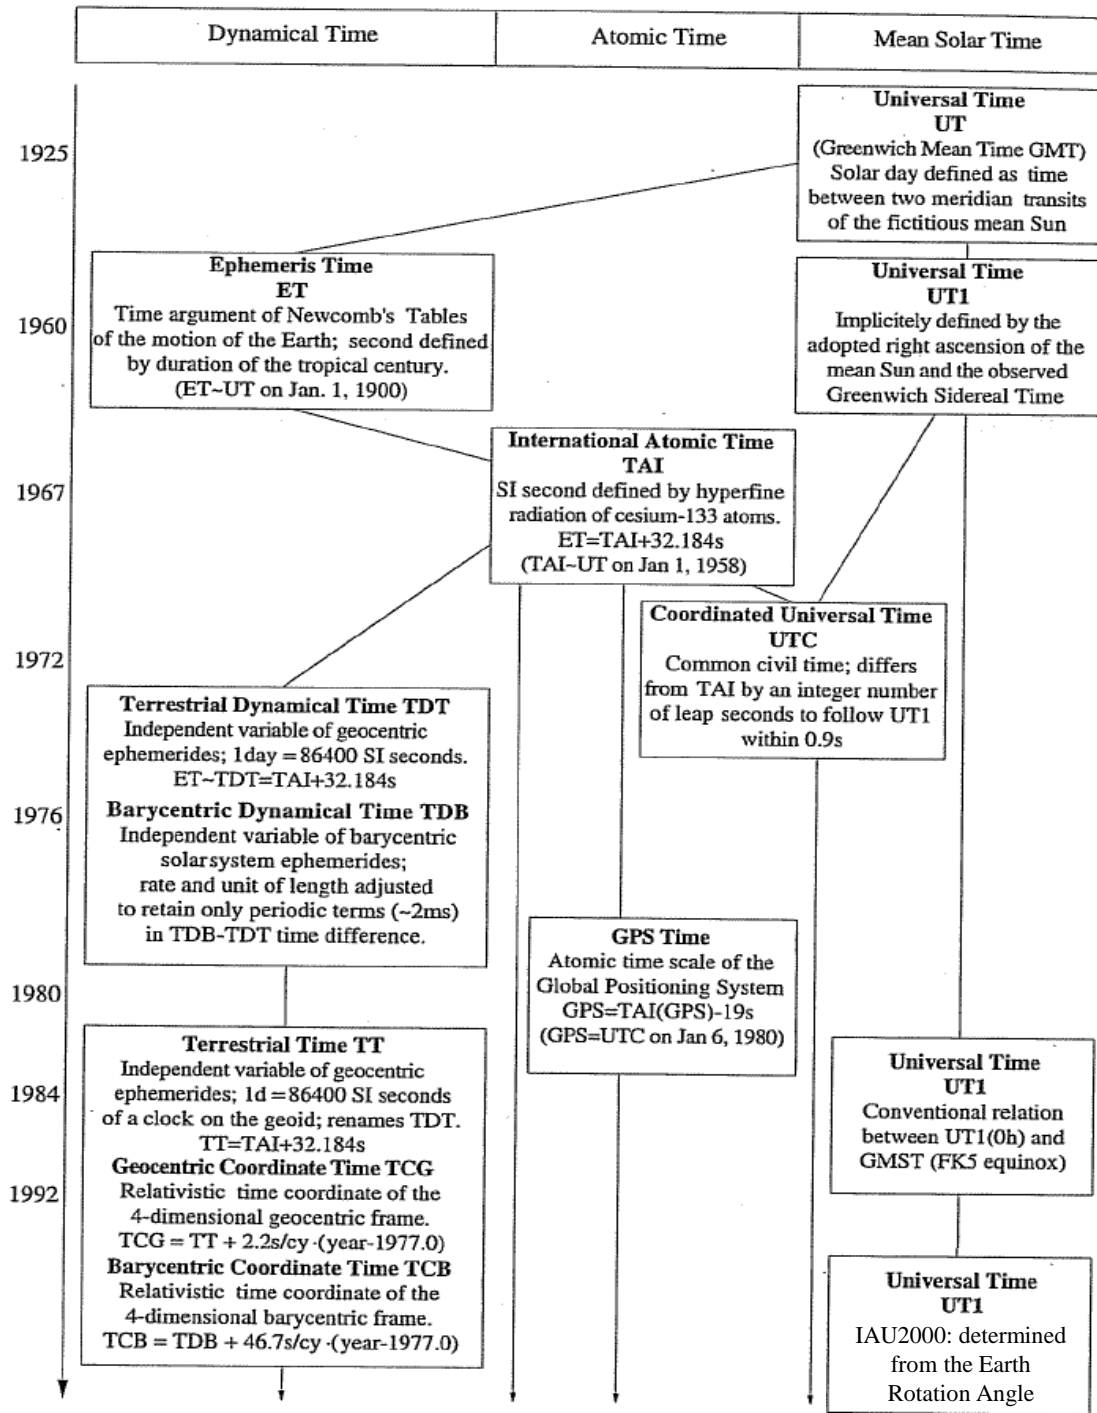 Dynamical Time
Atomic Time
Mean Solar Time
1925
1960
1967
1972
1976
1980
1984
1992
Universal Time
UT
(Greenwich Mean Time GMT)
Solar day defined as time
between two meridian transits
of the fictitious mean Sun
Ephemeris Time
ET
Time argument of Newcomb's Tables
of the motion of the Earth; second defined
by duration of the tropical century.
(ET~UT on Jan. 1, 1900)
Universal Time
UT1
Implicitely defined by the
adopted right ascension of the
mean Sun and the observed
Greenwich Sidereal Time
International Atomic Time
TAI
SI second defined by hyperfine
radiation of cesium-133 atoms.
ET=TAI+32.184s
(TAI~UT on Jan 1, 1958)
Coordinated Universal Time
UTC
Common civil time; differs
from TAI by an integer number
of leap seconds to follow UT1
within 0.9s
Terrestrial Dynamical Time TDT
Independent variable of geocentric
ephemerides; 1day = 86400 SI seconds.
ET~TDT=TAI+32.184s
Barycentric Dynamical Time TDB
Independent variable of barycentric
solarsystem ephemerides;
rate and unit of length adjusted
to retain only periodic terms (~2ms)
in TDB-TDT time difference.
GPS Time
Atomic time scale of the
Global Positioning System
GPS=TAI(GPS)-19s
(GPS=UTC on Jan 6, 1980)
Terrestrial Time TT
Independent variable of geocentric
ephemerides; 1d = 86400 SI seconds
of a clock on the geoid; renames TDT.
TT=TAI+32.184s
Geocentric Coordinate Time TCG
Relativistic time coordinate of the
4-dimensional geocentric frame.
TCG = TT + 2.2s/cy ·(year-1977.0)
Barycentric Coordinate Time TCB
Relativistic time coordinate of the
4-dimensional barycentric frame.
TCB = TDB + 46.7s/cy ·(year-1977.0)
Universal Time
UT1
Conventional relation
between UT1(0h) and
GMST (FK5 equinox)
Universal Time
UT1
IAU2000: determined
from the Earth
Rotation Angle